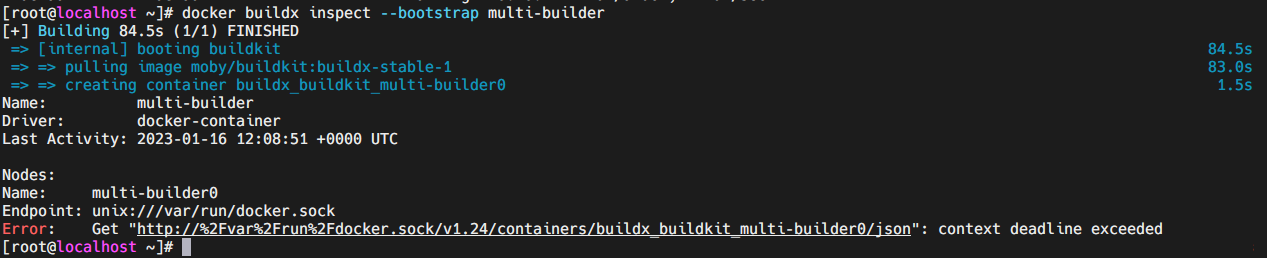 [root@localhost ~]# docker buildx inspect --bootstrap multi-builder
[+] Building 84.5s (1/1) FINISHED
 => [internal] booting buildkit 84.5s
 => => pulling image moby/buildkit:buildx-stable-1 83.0s
 => => creating container buildx_buildkit_multi-builder0 1.5s
Name:          multi-builder
Driver:        docker-container
Last Activity: 2023-01-16 12:08:51 +0000 UTC

Nodes:
Name:     multi-builder0
Endpoint: unix:///var/run/docker.sock
Error:    Get "http://%2Fvar%2Frun%2Fdocker.sock/v1.24/containers/buildx_buildkit_multi-builder0/json": context deadline exceeded
[root@localhost ~]#